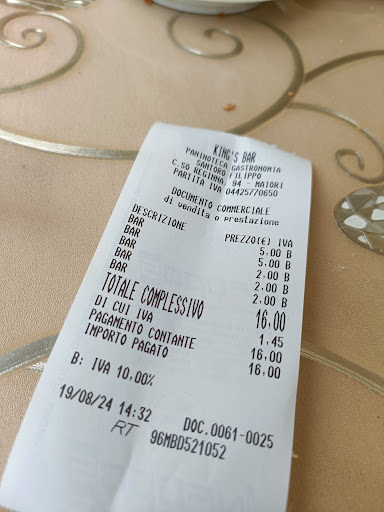 KING'S BAR
PANINOTECA GASTRONOMIA
SANTORO FILIPPO
C.SO REGINNA, 94 - MAIORI
PARTITA IVA 04425770650
DOCUMENTO COMMERCIALE
di vendita o prestazione
DESCRIZIONE PREZZO(€) IVA
BAR 5,00 B
BAR 5,00 B
BAR 2,00 B
BAR 2,00 B
BAR 2,00 B
TOTALE COMPLESSIVO 16,00
DI CUI IVA 1,45
PAGAMENTO CONTANTE 16,00
IMPORTO PAGATO 16,00
B: IVA 10,00%
19/08/24 14:32 DOC.0061-0025
RT 96MBD521052